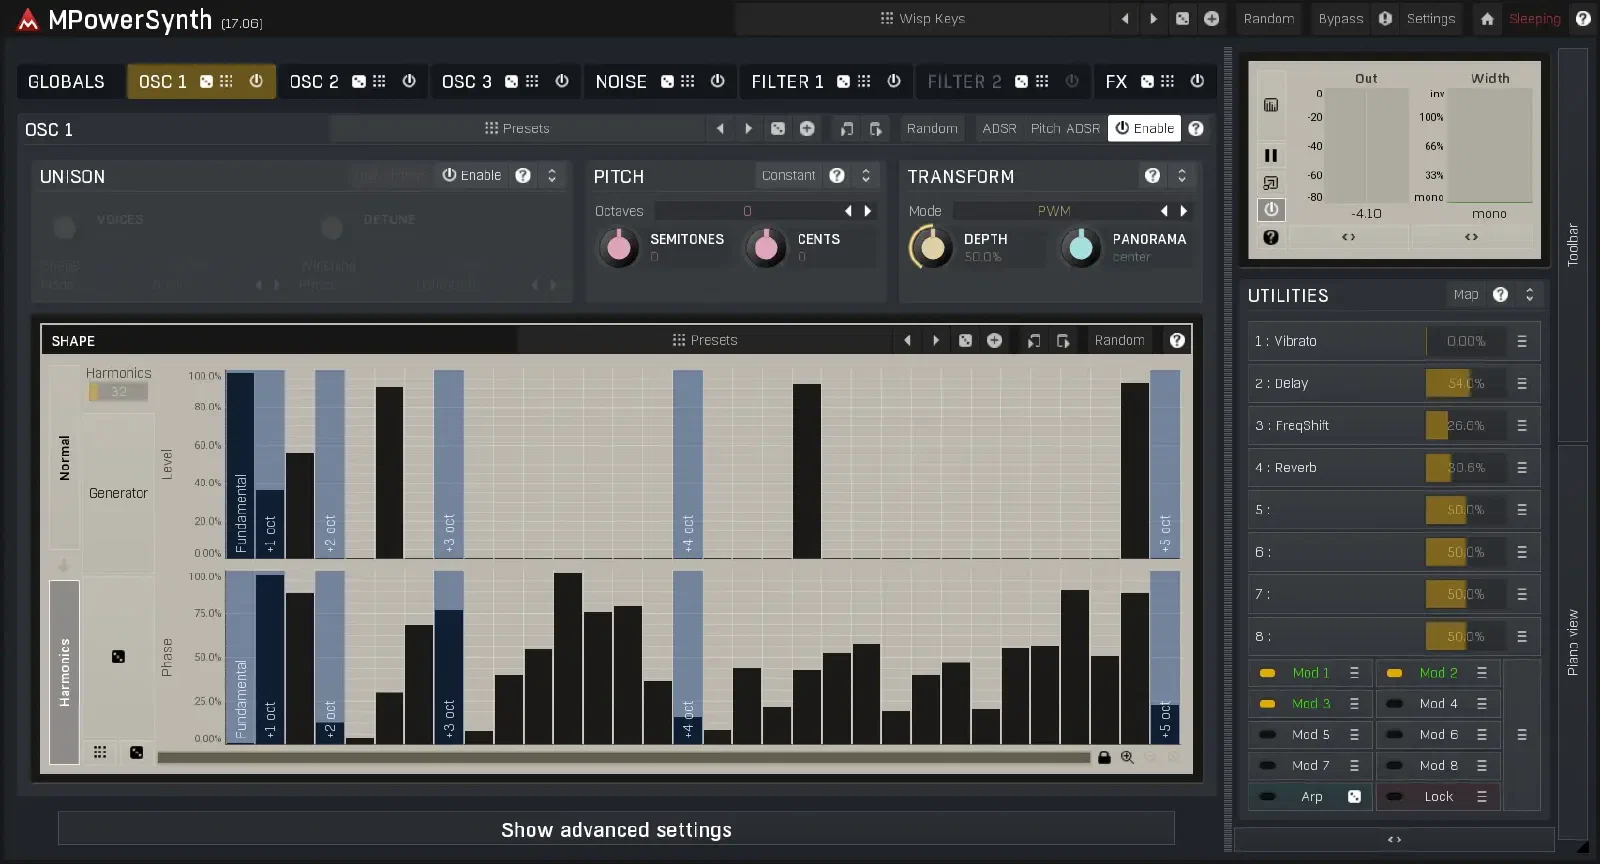 MPowerSynth (17.06)
Wisp Keys
Random
Bypass
Settings
Sleeping
GLOBALS
OSC 1
OSC 2
OSC 3
NOISE
FILTER 1
FILTER 2
FX
OSC 1
Presets
Random
ADSR
Pitch ADSR
Enable
UNISON
Enable
VOICES
DETUNE
PITCH
Constant
Octaves
0
SEMITONES
0
CENTS
0
TRANSFORM
Mode
PWM
DEPTH
50.0%
PANORAMA
center
SHAPE
Presets
Random
Normal
Harmonics
Harmonics
32
Generator
Level
100.0%
80.0%
60.0%
40.0%
20.0%
0.00%
Fundamental
+1 oct
+2 oct
+3 oct
+4 oct
+5 oct
Phase
100.0%
75.0%
50.0%
25.0%
0.00%
Fundamental
+1 oct
+2 oct
+3 oct
+4 oct
+5 oct
Show advanced settings
Out
Width
0
-20
-40
-60
-80
-4.10
inv
100%
66%
33%
mono
mono
Toolbar
Piano view
UTILITIES
Map
1 : Vibrato
0.00%
2 : Delay
54.0%
3 : FreqShift
26.6%
4 : Reverb
30.6%
5 :
50.0%
6 :
50.0%
7 :
50.0%
8 :
50.0%
Mod 1
Mod 2
Mod 3
Mod 4
Mod 5
Mod 6
Mod 7
Mod 8
Arp
Lock